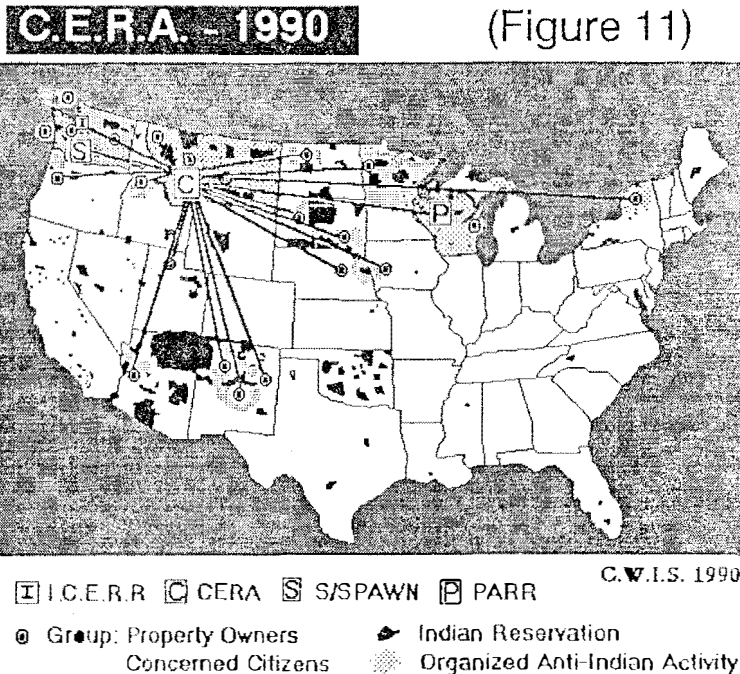 C.E.R.A. - 1990
(Figure 11)
I
S
C
P
C.W.I.S. 1990
I I.C.E.R.R C CERA S S/SPAWN P PARR
Group: Property Owners
Concerned Citizens
Indian Reservation
Organized Anti-Indian Activity